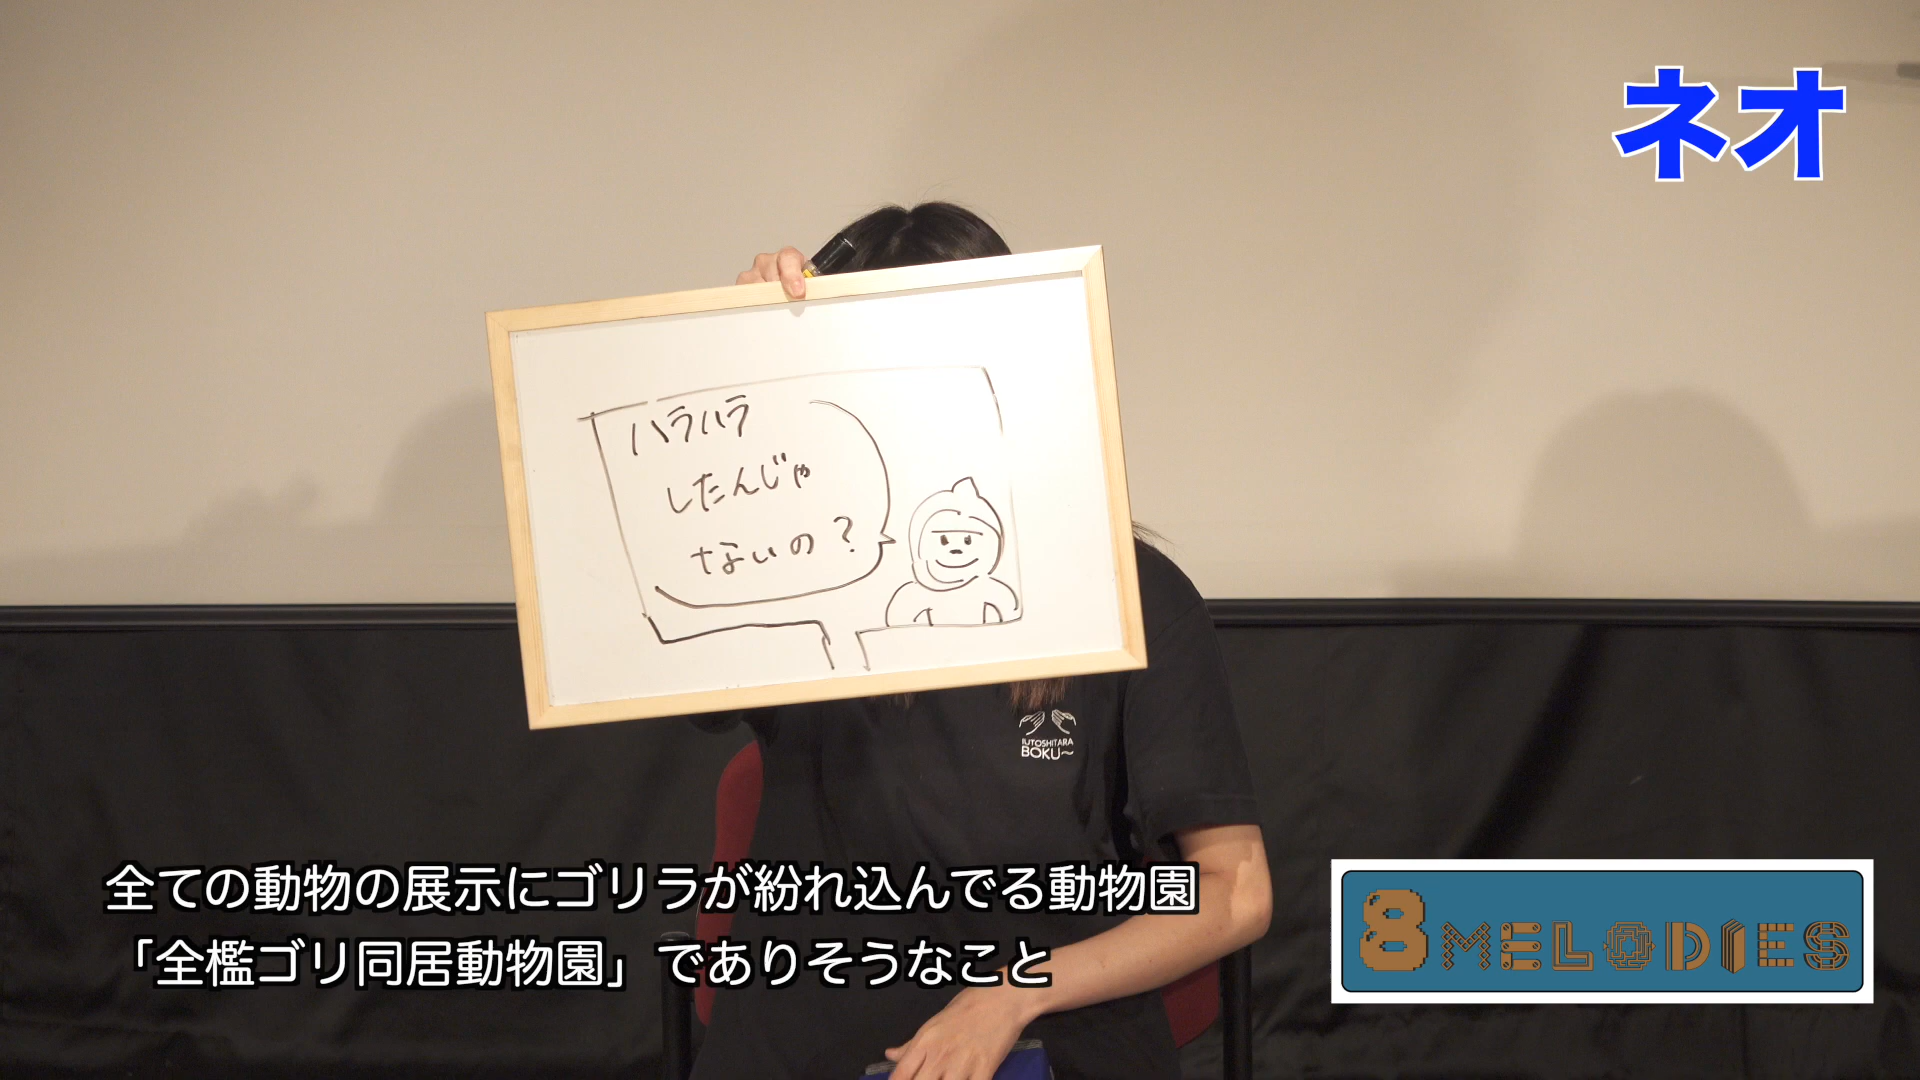 ネオ
ハラハラ
したんじゃ
ないの?
IUTOSHITARA
BOKU〜
全ての動物の展示にゴリラが紛れ込んでる動物園
「全檻ゴリ同居動物園」でありそうなこと
8MELODIES